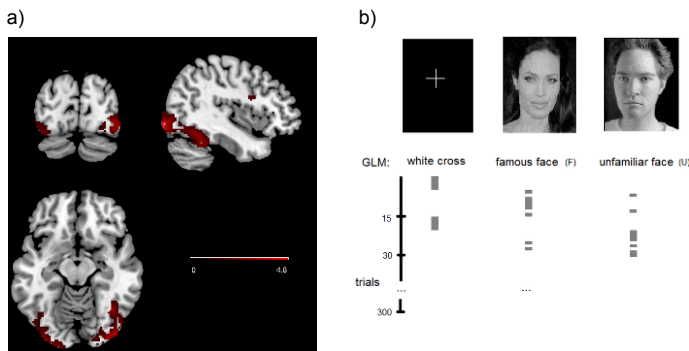 a)
b)
GLM: white cross famous face (F) unfamiliar face (U)
15
30
trials
... ...
300
0 4.6